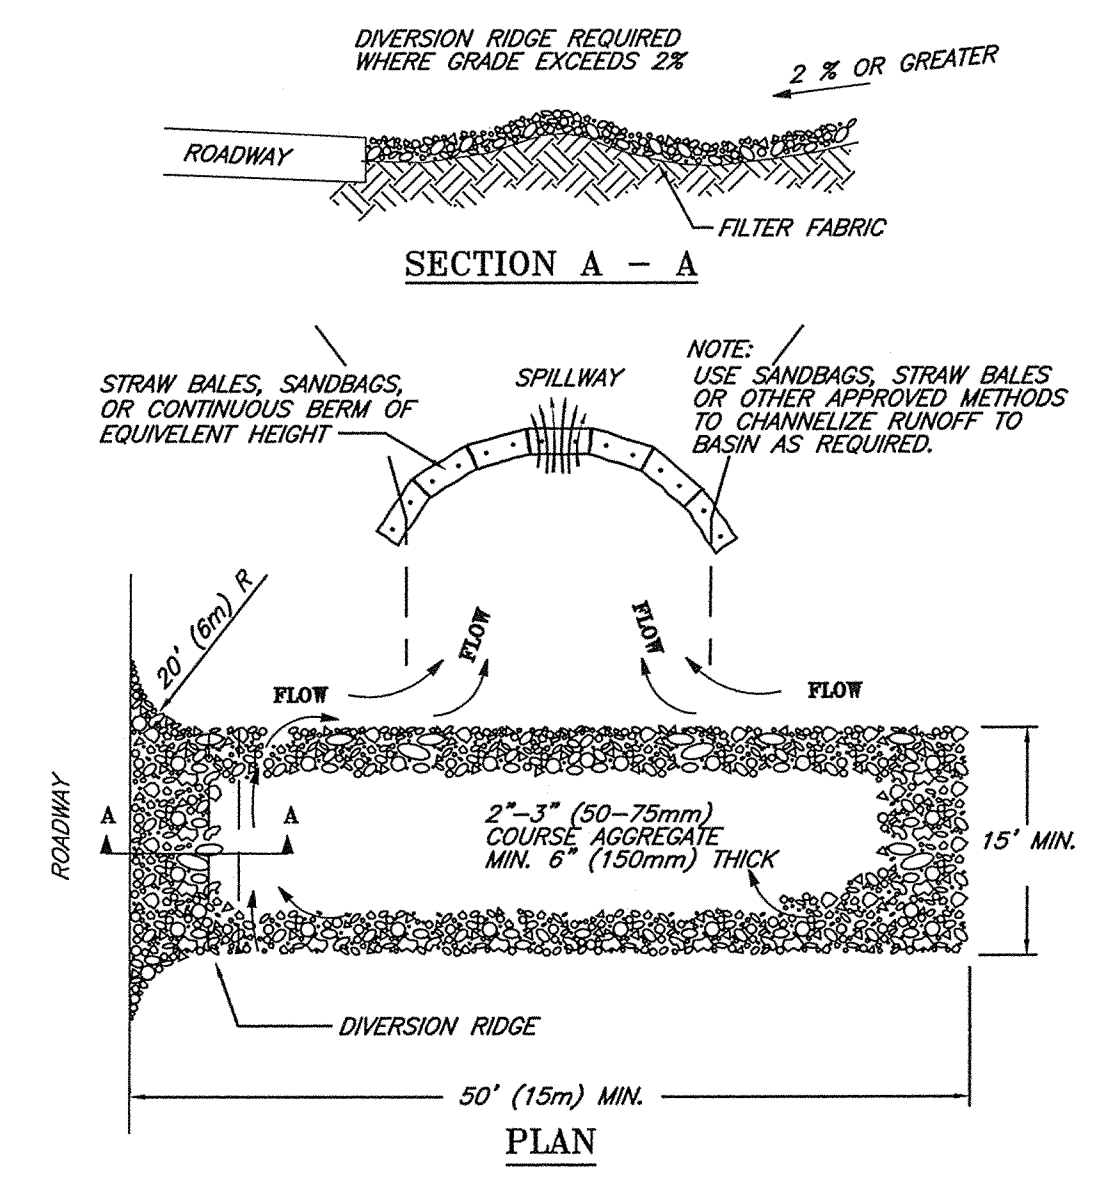 DIVERSION RIDGE REQUIRED
WHERE GRADE EXCEEDS 2%
2 % OR GREATER
ROADWAY
FILTER FABRIC
SECTION A - A
STRAW BALES, SANDBAGS,
OR CONTINUOUS BERM OF
EQUIVELENT HEIGHT
SPILLWAY
NOTE:
USE SANDBAGS, STRAW BALES
OR OTHER APPROVED METHODS
TO CHANNELIZE RUNOFF TO
BASIN AS REQUIRED.
20' (6m) R
FLOW
FLOW
FLOW
FLOW
ROADWAY
A
A
2"-3" (50-75mm)
COURSE AGGREGATE
MIN. 6" (150mm) THICK
15' MIN.
DIVERSION RIDGE
50' (15m) MIN.
PLAN